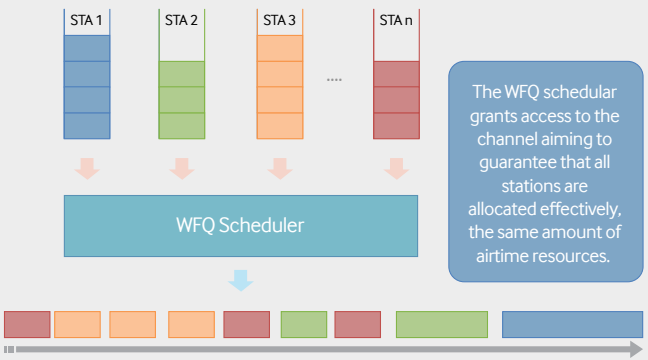 STA 1
STA 2
STA 3
STA n
....
The WFQ schedular
grants access to the
channel aiming to
guarantee that all
stations are
allocated effectively,
the same amount of
airtime resources.
WFQ Scheduler